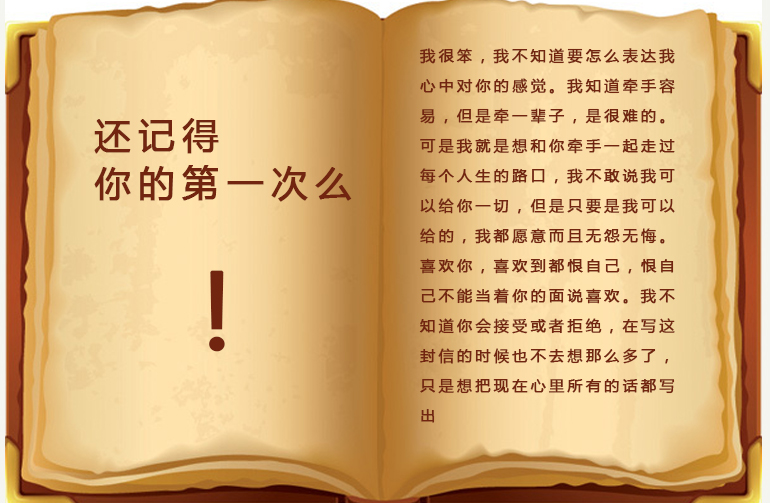 还记得
你的第一次么
！
我很笨，我不知道要怎么表达我
心中对你的感觉。我知道牵手容
易，但是牵一辈子，是很难的。
可是我就是想和你牵手一起走过
每个人生的路口，我不敢说我可
以给你一切，但是只要是我可以
给的，我都愿意而且无怨无悔。
喜欢你，喜欢到都恨自己，恨自
己不能当着你的面说喜欢。我不
知道你会接受或者拒绝，在写这
封信的时候也不去想那么多了，
只是想把现在心里所有的话都写
出